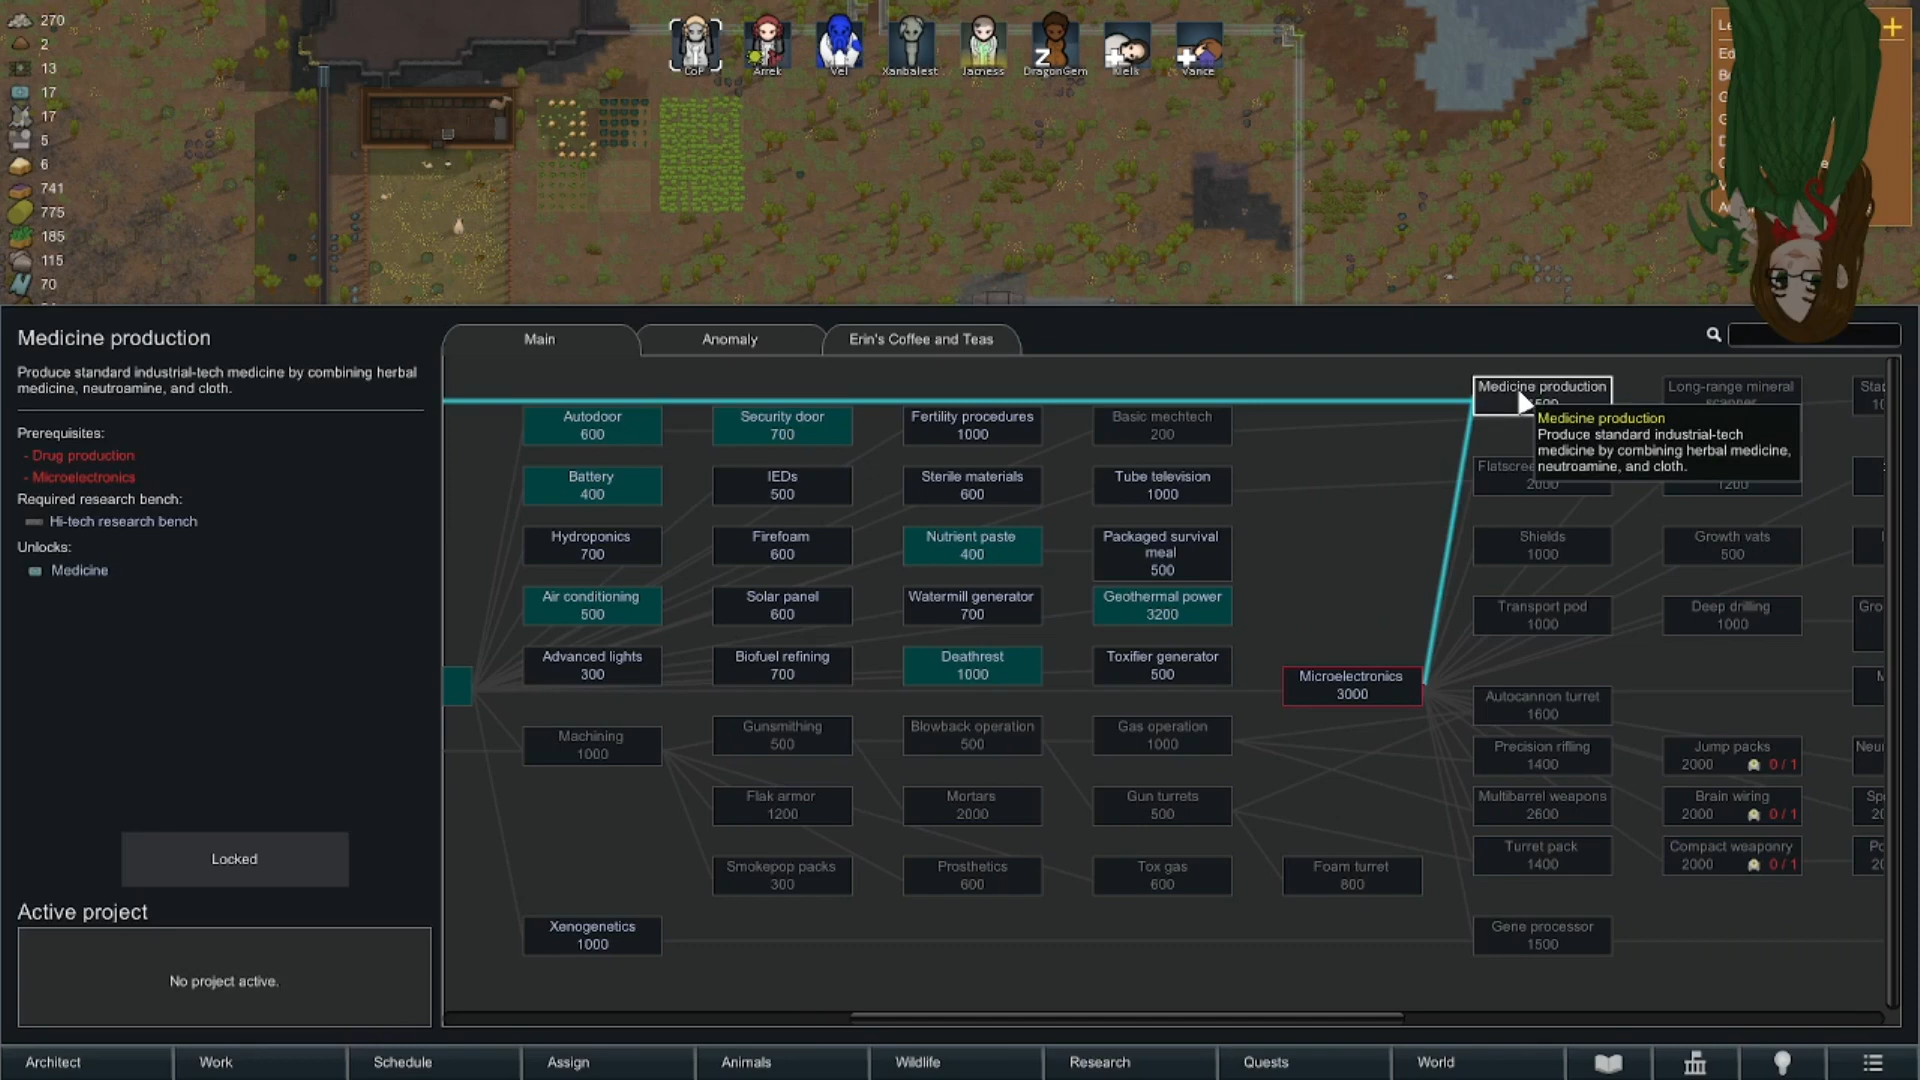 270
2
13
17
17
5
6
741
775
185
115
70
CoP
Arrek
Vel
Xanbalest
Jacness
DragonGem
Kielk
Vance
Le
Ed
Medicine production
Produce standard industrial-tech medicine by combining herbal
medicine, neutroamine, and cloth.
Prerequisites:
- Drug production
- Microelectronics
Required research bench:
Hi-tech research bench
Unlocks:
Medicine
Locked
Active project
No project active.
Main
Anomaly
Erin's Coffee and Teas
Autodoor
600
Security door
700
Fertility procedures
1000
Basic mechtech
200
Medicine production
Long-range mineral
scanner
Medicine production
Produce standard industrial-tech
medicine by combining herbal medicine,
neutroamine, and cloth.
Battery
400
IEDs
500
Sterile materials
600
Tube television
1000
Flatscree
2000
1200
Hydroponics
700
Firefoam
600
Nutrient paste
400
Packaged survival
meal
500
Shields
1000
Growth vats
500
Air conditioning
500
Solar panel
600
Watermill generator
700
Geothermal power
3200
Transport pod
1000
Deep drilling
1000
Gro
Advanced lights
300
Biofuel refining
700
Deathrest
1000
Toxifier generator
500
Microelectronics
3000
Autocannon turret
1600
Machining
1000
Gunsmithing
500
Blowback operation
500
Gas operation
1000
Precision rifling
1400
Jump packs
2000 0 / 1
Neu
Flak armor
1200
Mortars
2000
Gun turrets
500
Multibarrel weapons
2600
Brain wiring
2000 0 / 1
Sp
Smokepop packs
300
Prosthetics
600
Tox gas
600
Foam turret
800
Turret pack
1400
Compact weaponry
2000 0 / 1
Xenogenetics
1000
Gene processor
1500
Architect
Work
Schedule
Assign
Animals
Wildlife
Research
Quests
World